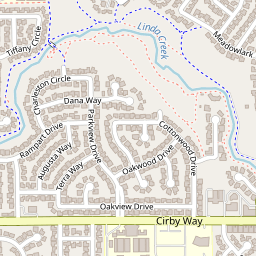 Linda Creek
Meadowlark
Tiffany Circle
Charleston Circle
Dana Way
Parkview Drive
Cottonwood Drive
Rampart Drive
Augusta Way
Terra Way
Oakwood Drive
Oakview Drive
Cirby Way